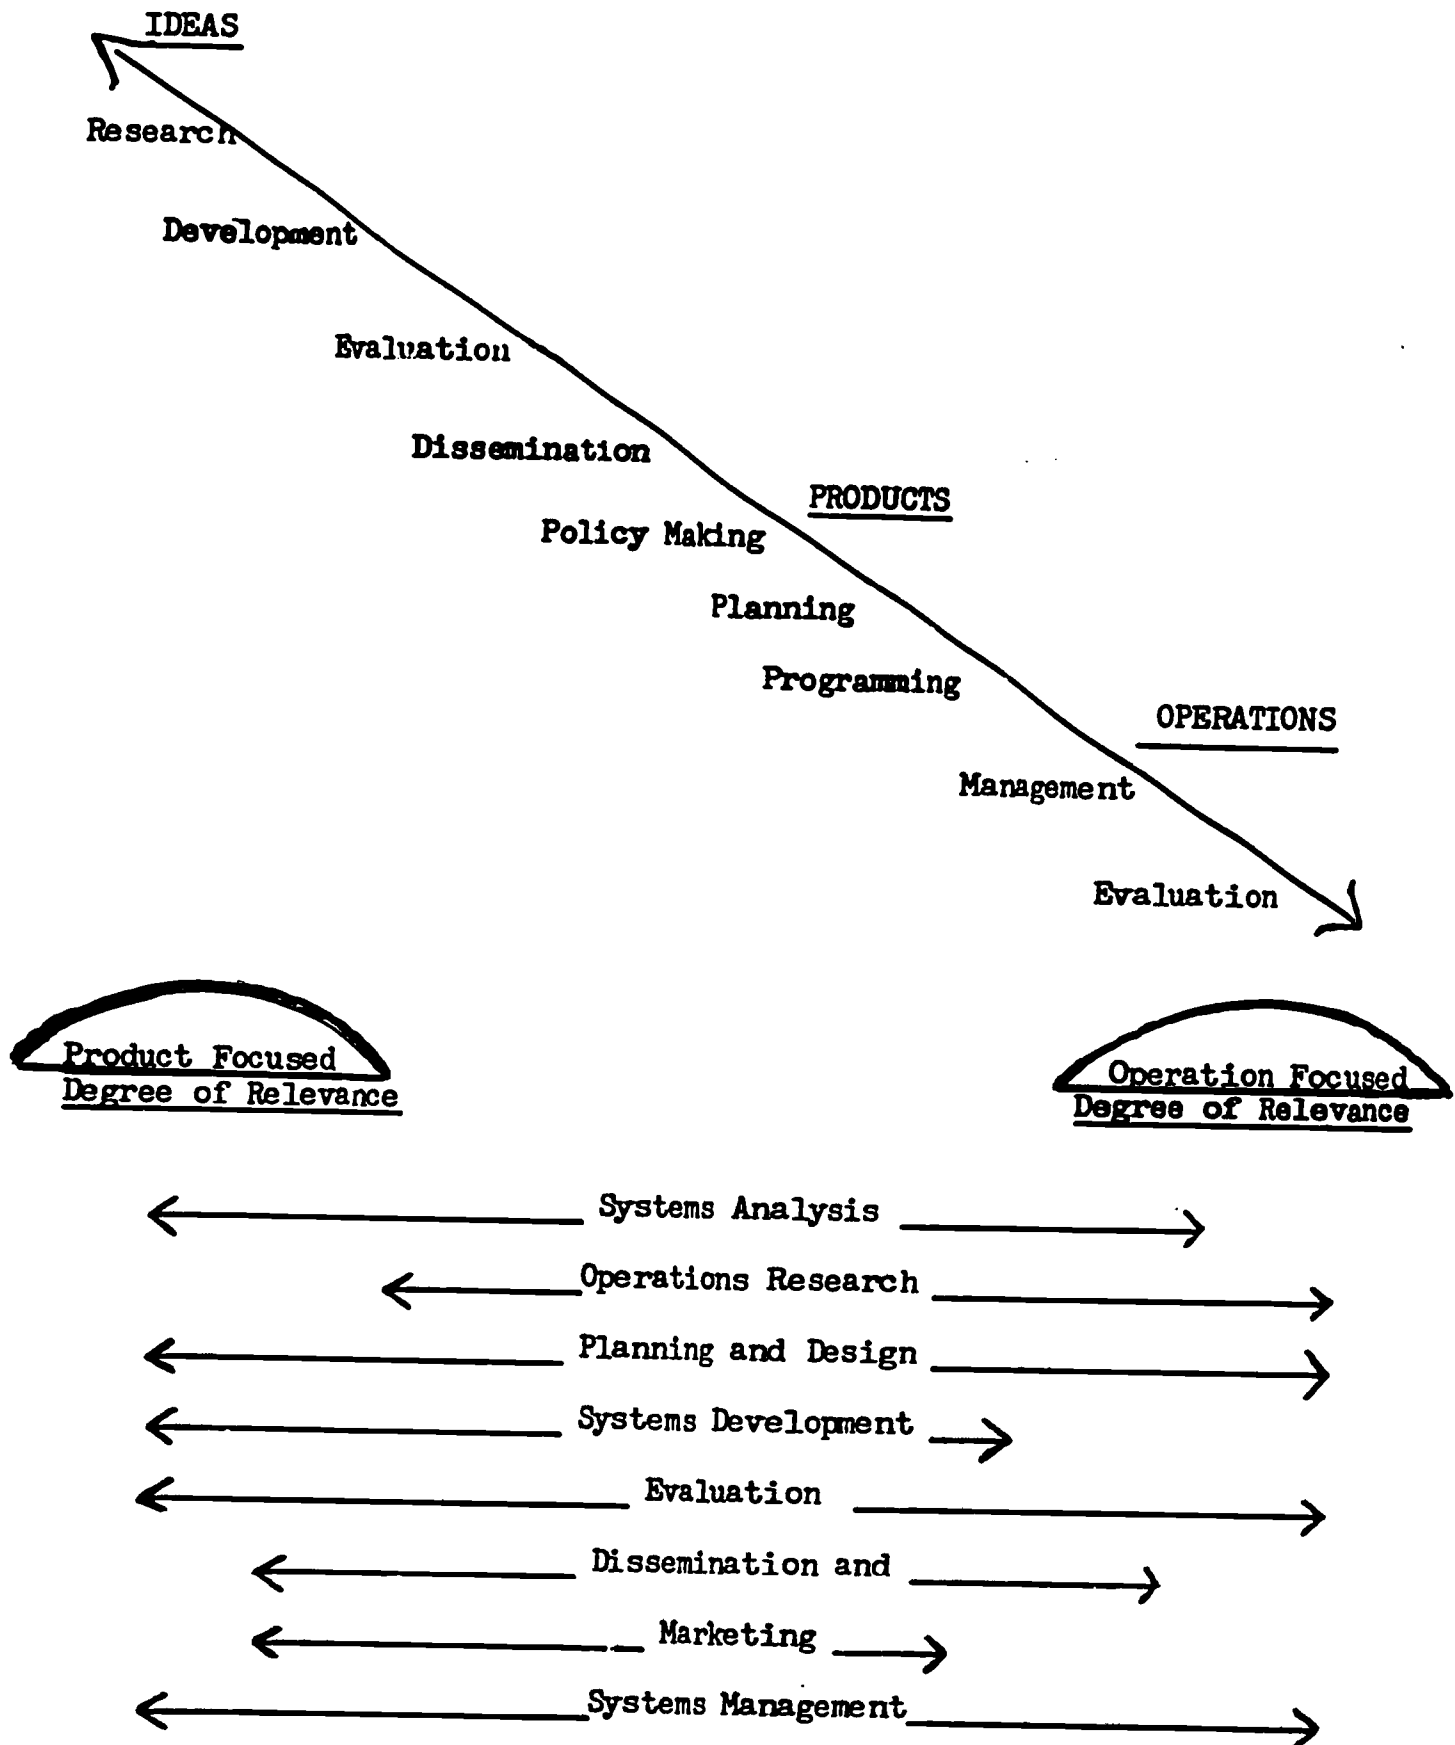 IDEAS
Research
Development
Evaluation
Dissemination
PRODUCTS
Policy Making
Planning
Programming
OPERATIONS
Management
Evaluation
Product Focused
Degree of Relevance
Operation Focused
Degree of Relevance
Systems Analysis
Operations Research
Planning and Design
Systems Development
Evaluation
Dissemination and
Marketing
Systems Management